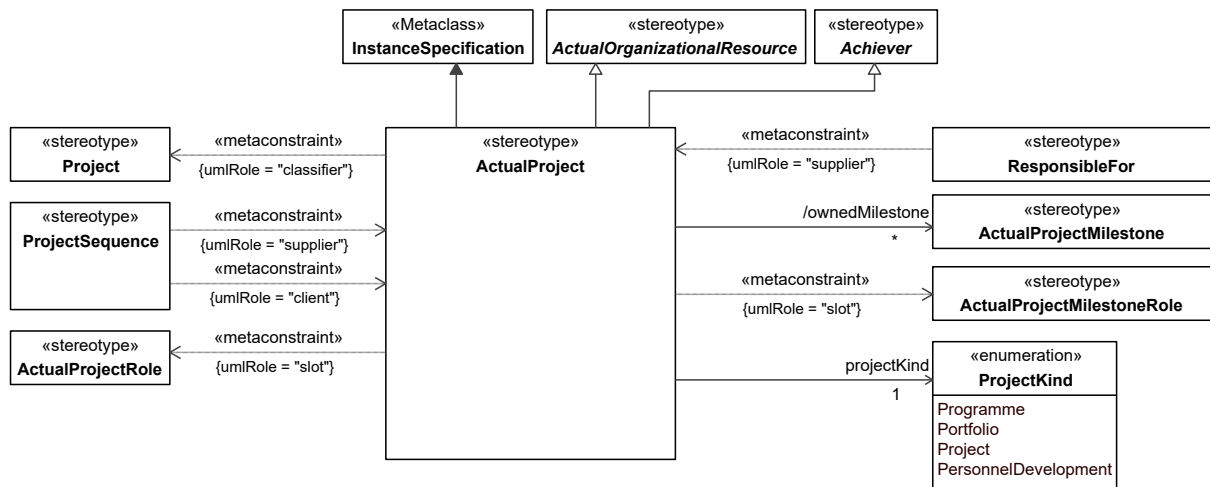 «Metaclass»
InstanceSpecification
«stereotype»
ActualOrganizationalResource
«stereotype»
Achiever
«stereotype»
Project
«metaconstraint»
{umlRole = "classifier"}
«stereotype»
ActualProject
«metaconstraint»
{umlRole = "supplier"}
«stereotype»
ResponsibleFor
«stereotype»
ProjectSequence
«metaconstraint»
{umlRole = "supplier"}
«metaconstraint»
{umlRole = "client"}
/ownedMilestone
*
«stereotype»
ActualProjectMilestone
«metaconstraint»
{umlRole = "slot"}
«stereotype»
ActualProjectMilestoneRole
«stereotype»
ActualProjectRole
«metaconstraint»
{umlRole = "slot"}
projectKind
1
«enumeration»
ProjectKind
Programme
Portfolio
Project
PersonnelDevelopment